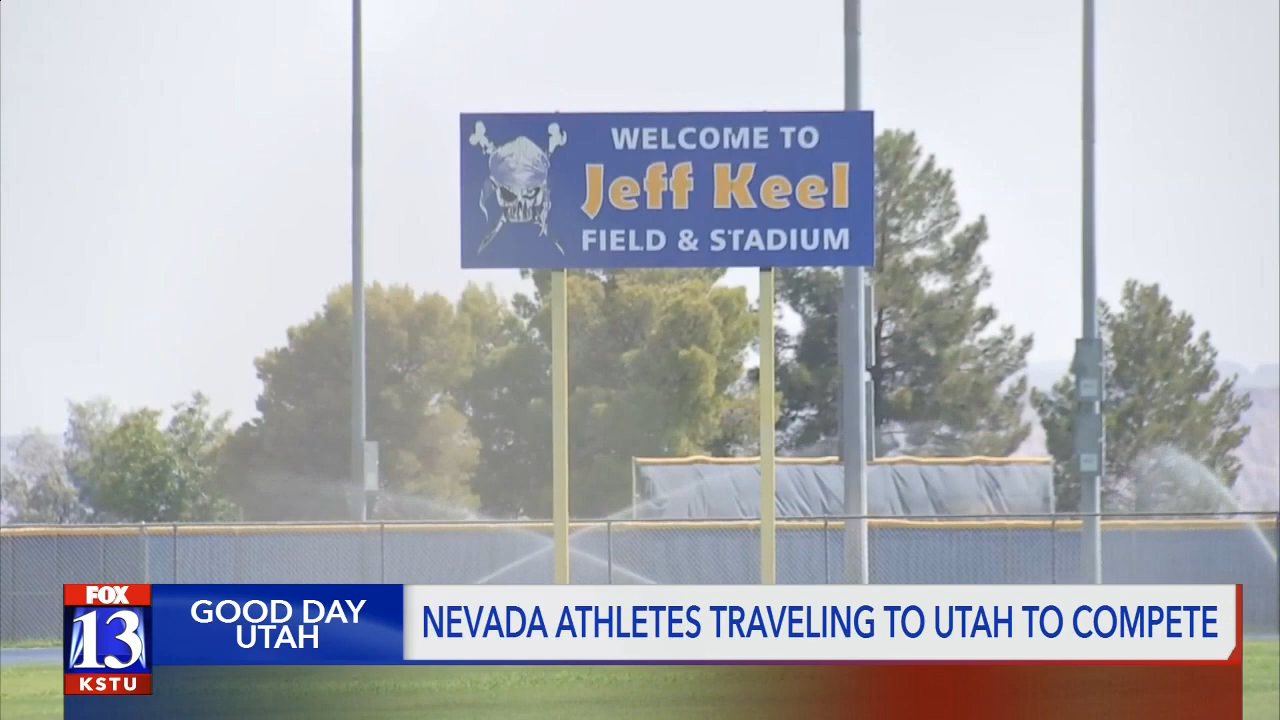 WELCOME TO
Jeff Keel
FIELD & STADIUM
FOX
13
KSTU
GOOD DAY
UTAH
NEVADA ATHLETES TRAVELING TO UTAH TO COMPETE